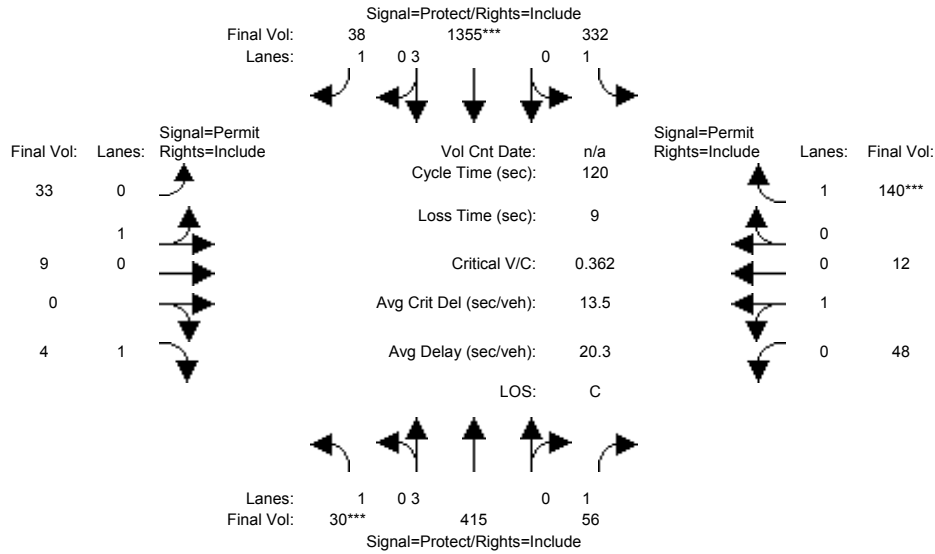 Signal=Protect/Rights=Include
Final Vol: 38 1355*** 332
Lanes: 1 0 3 0 1
Signal=Permit Signal=Permit
Final Vol: Lanes: Rights=Include Vol Cnt Date: n/a Rights=Include Lanes: Final Vol:
Cycle Time (sec): 120
33 0 1 140***
Loss Time (sec): 9
1 0
9 0 Critical V/C: 0.362 0 12
0 Avg Crit Del (sec/veh): 13.5 1
4 1 Avg Delay (sec/veh): 20.3 0 48
LOS: C
Lanes: 1 0 3 0 1
Final Vol: 30*** 415 56
Signal=Protect/Rights=Include